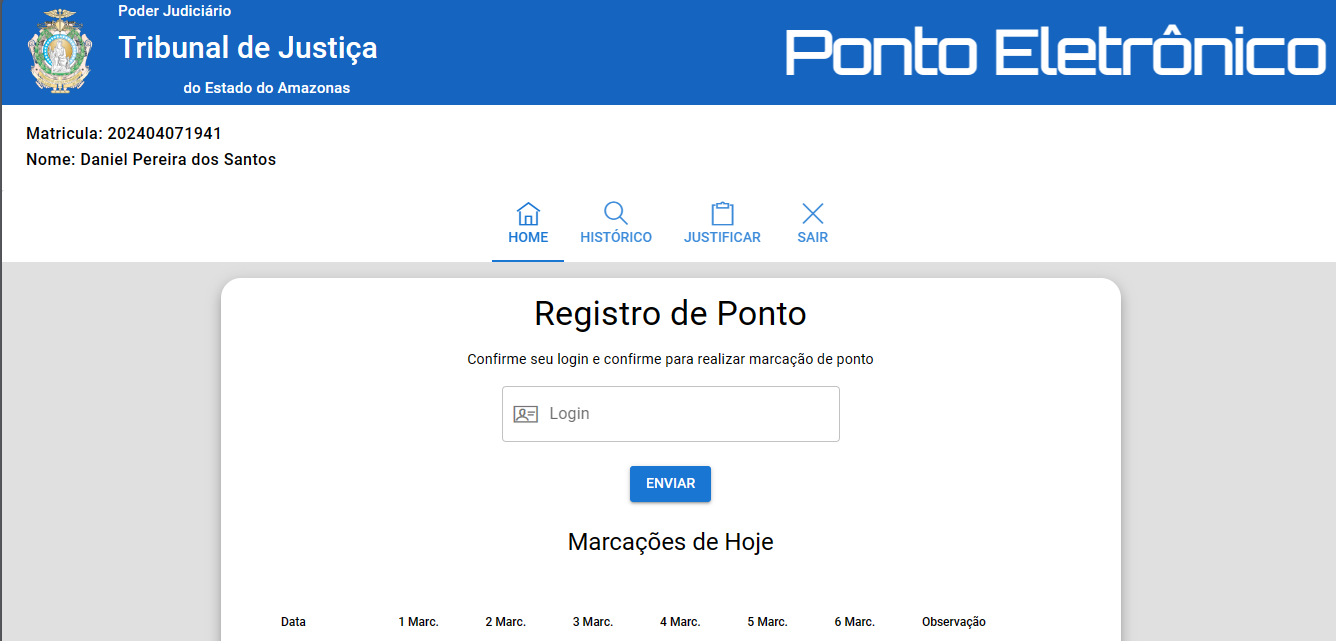 Poder Judiciário
Tribunal de Justiça
do Estado do Amazonas
Ponto Eletrônico
Matricula: 202404071941
Nome: Daniel Pereira dos Santos
HOME
HISTÓRICO
JUSTIFICAR
SAIR
Registro de Ponto
Confirme seu login e confirme para realizar marcação de ponto
Login
ENVIAR
Marcações de Hoje
Data 1 Marc. 2 Marc. 3 Marc. 4 Marc. 5 Marc. 6 Marc. Observação